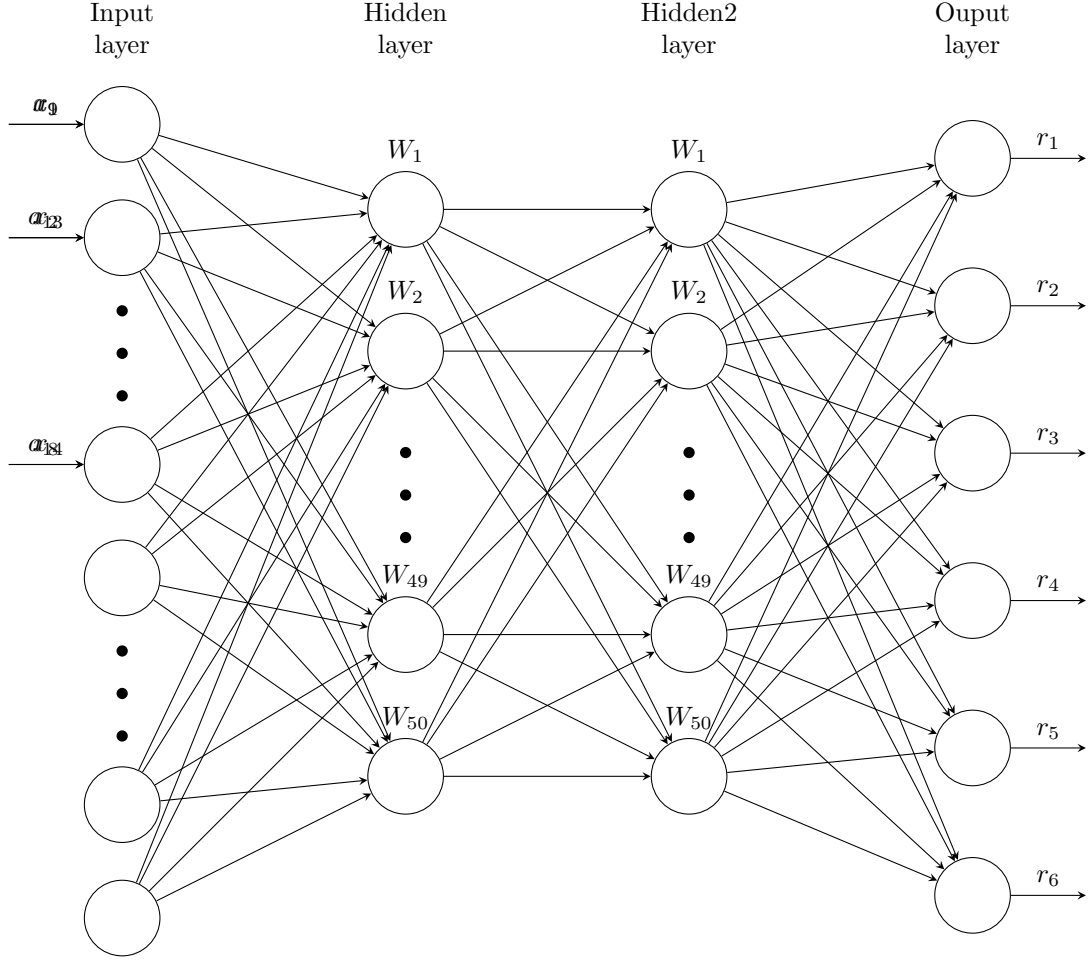 Input
layer
Hidden
layer
Hidden2
layer
Ouput
layer
W₁
W₂
W₄₉
W₅₀
W₁
W₂
W₄₉
W₅₀
r₁
r₂
r₃
r₄
r₅
r₆